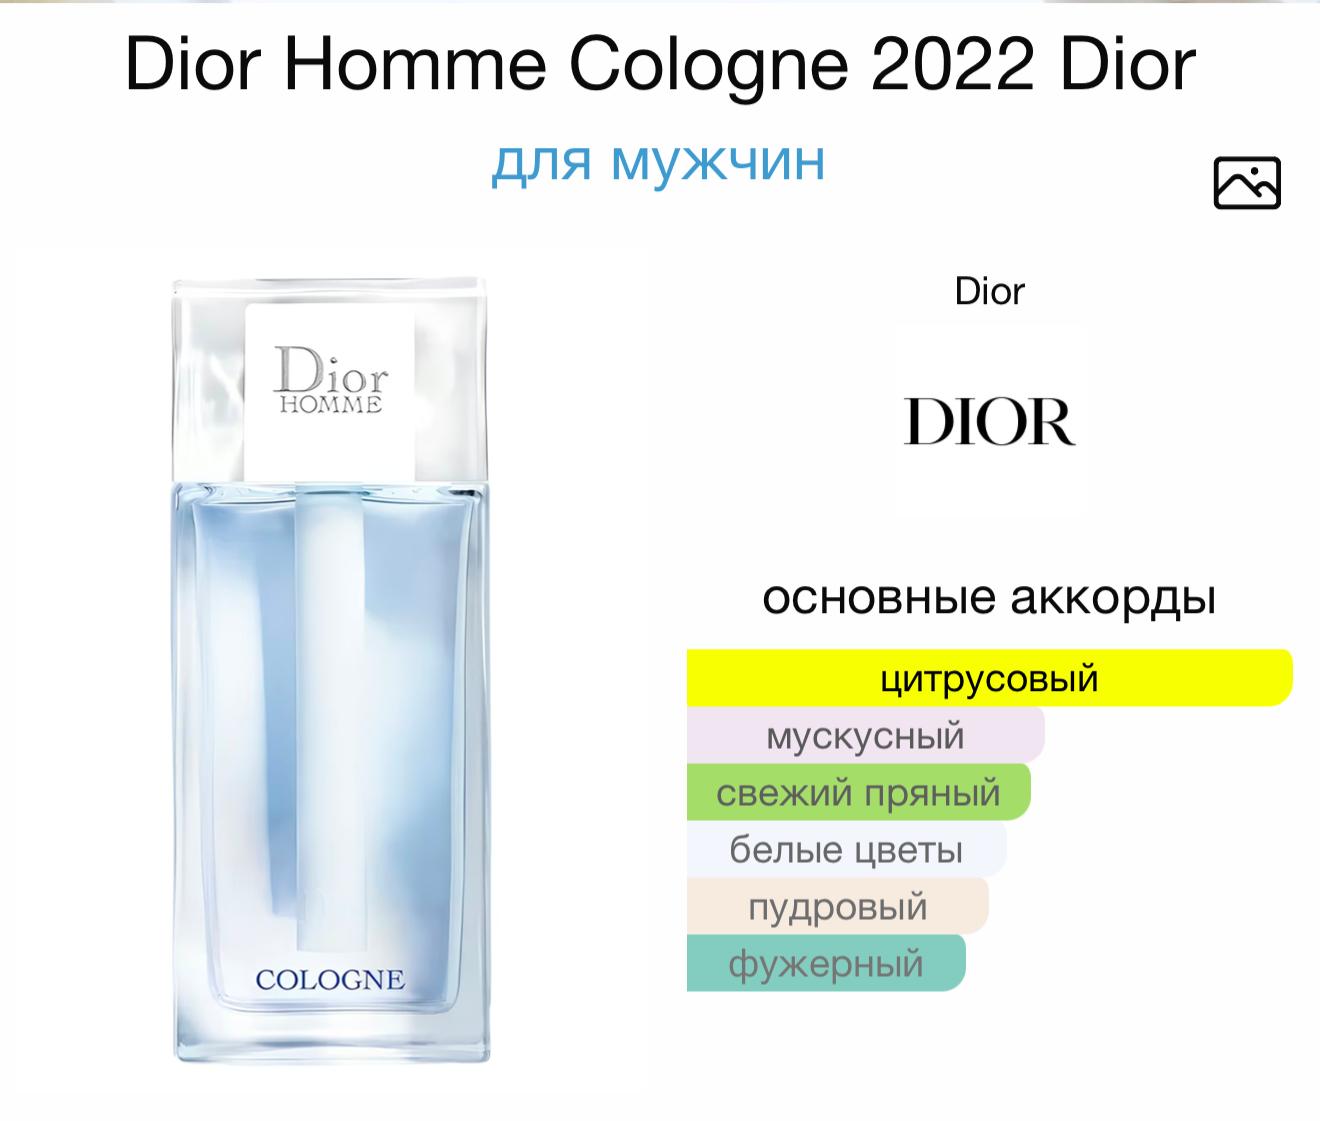 Dior Homme Cologne 2022 Dior
для мужчин
Dior
HOMME
COLOGNE
Dior
DIOR
основные аккорды
цитрусовый
мускусный
свежий пряный
белые цветы
пудровый
фужерный